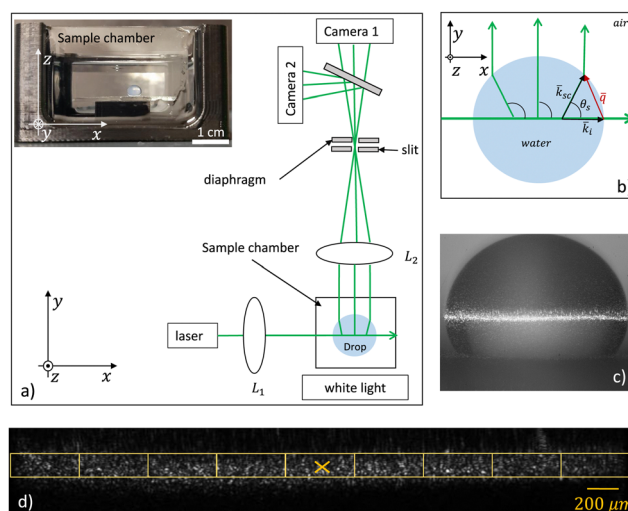 Sample chamber
z
y
x
1 cm
Camera 1
Camera 2
diaphragm
slit
Sample chamber
L₂
y
z
x
laser
L₁
Drop
white light
a)
y
z
x
air
k̄sc
θs
q̄
k̄i
water
b
c)
d)
200 μm